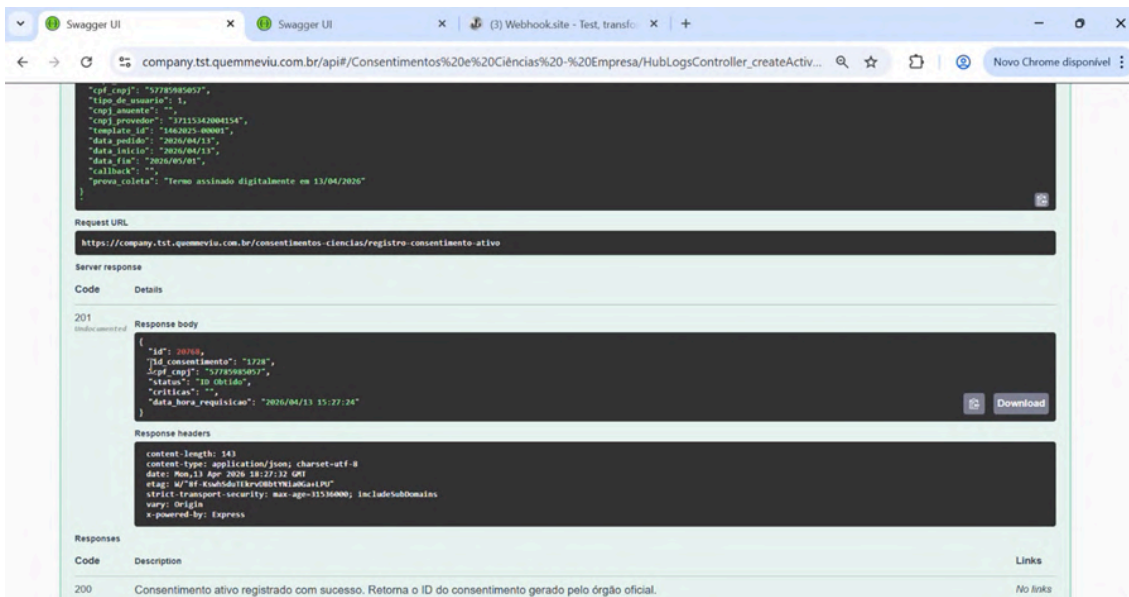 Swagger UI
Swagger UI
(3) Webhook.site - Test, transfo
company.tst.quemmeviu.com.br/api#/Consentimentos%20e%20Ciências%20-%20Empresa/HubLogsController_createActiv...
Novo Chrome disponível
"cpf_cnpj": "57785985057",
"tipo_de_usuario": 1,
"cnpj_anuente": "",
"cnpj_provedor": "37115342004154",
"template_id": "1462025-00001",
"data_pedido": "2026/04/13",
"data_inicio": "2026/04/13",
"data_fim": "2026/05/01",
"callback": "",
"prova_coleta": "Termo assinado digitalmente em 13/04/2026"
}
'
Request URL
https://company.tst.quemmeviu.com.br/consentimentos-ciencias/registro-consentimento-ativo
Server response
Code Details
201
Undocumented
Response body
{
"id": 20768,
"id_consentimento": "1728",
"cpf_cnpj": "57785985057",
"status": "ID Obtido",
"criticas": "",
"data_hora_requisicao": "2026/04/13 15:27:24"
}
Download
Response headers
content-length: 143
content-type: application/json; charset=utf-8
date: Mon,13 Apr 2026 18:27:32 GMT
etag:
strict-transport-security: max-age=31536000; includeSubDomains
vary: Origin
x-powered-by: Express
Responses
Code Description Links
200 Consentimento ativo registrado com sucesso. Retorna o ID do consentimento gerado pelo órgão oficial. No links